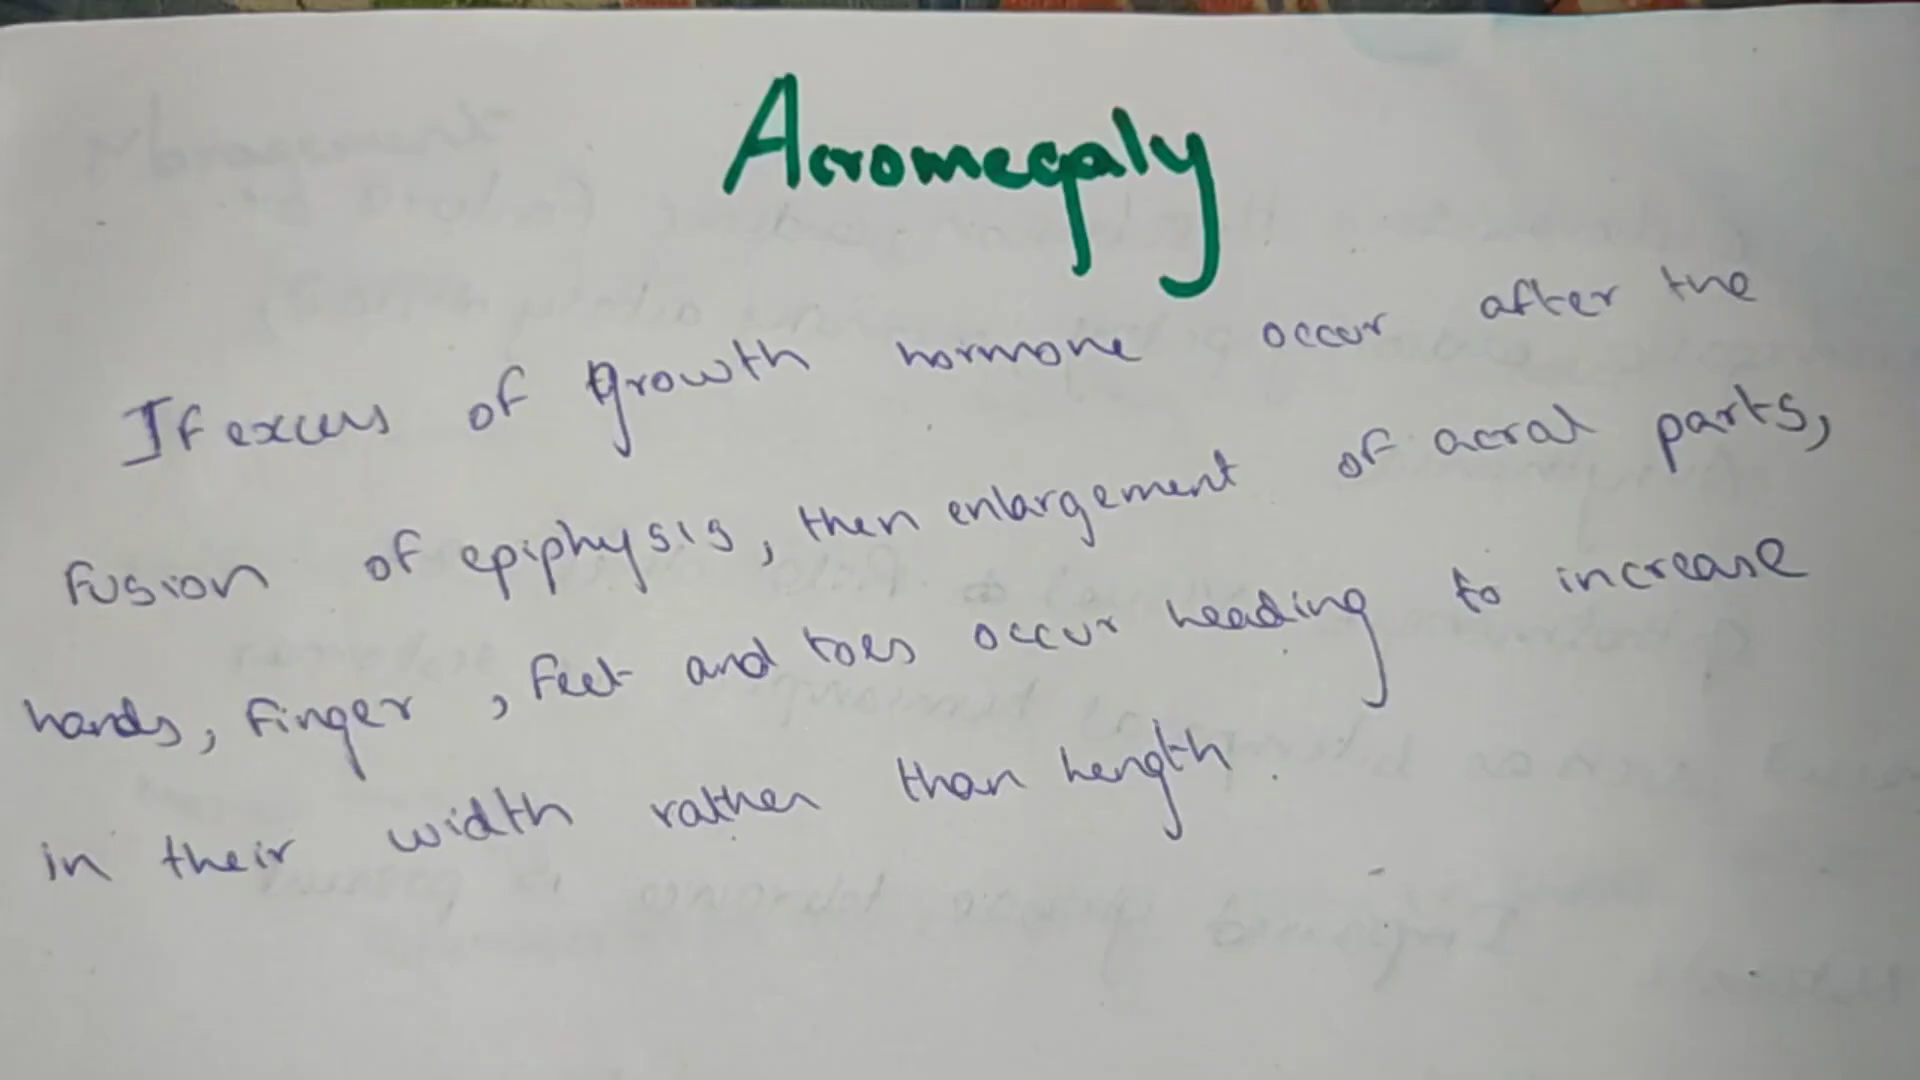 Acromegaly
If excess of growth hormone occur after the
fusion of epiphysis, then enlargement of acral parts,
hands, finger, feet and toes occur leading to increase
in their width rather than length.